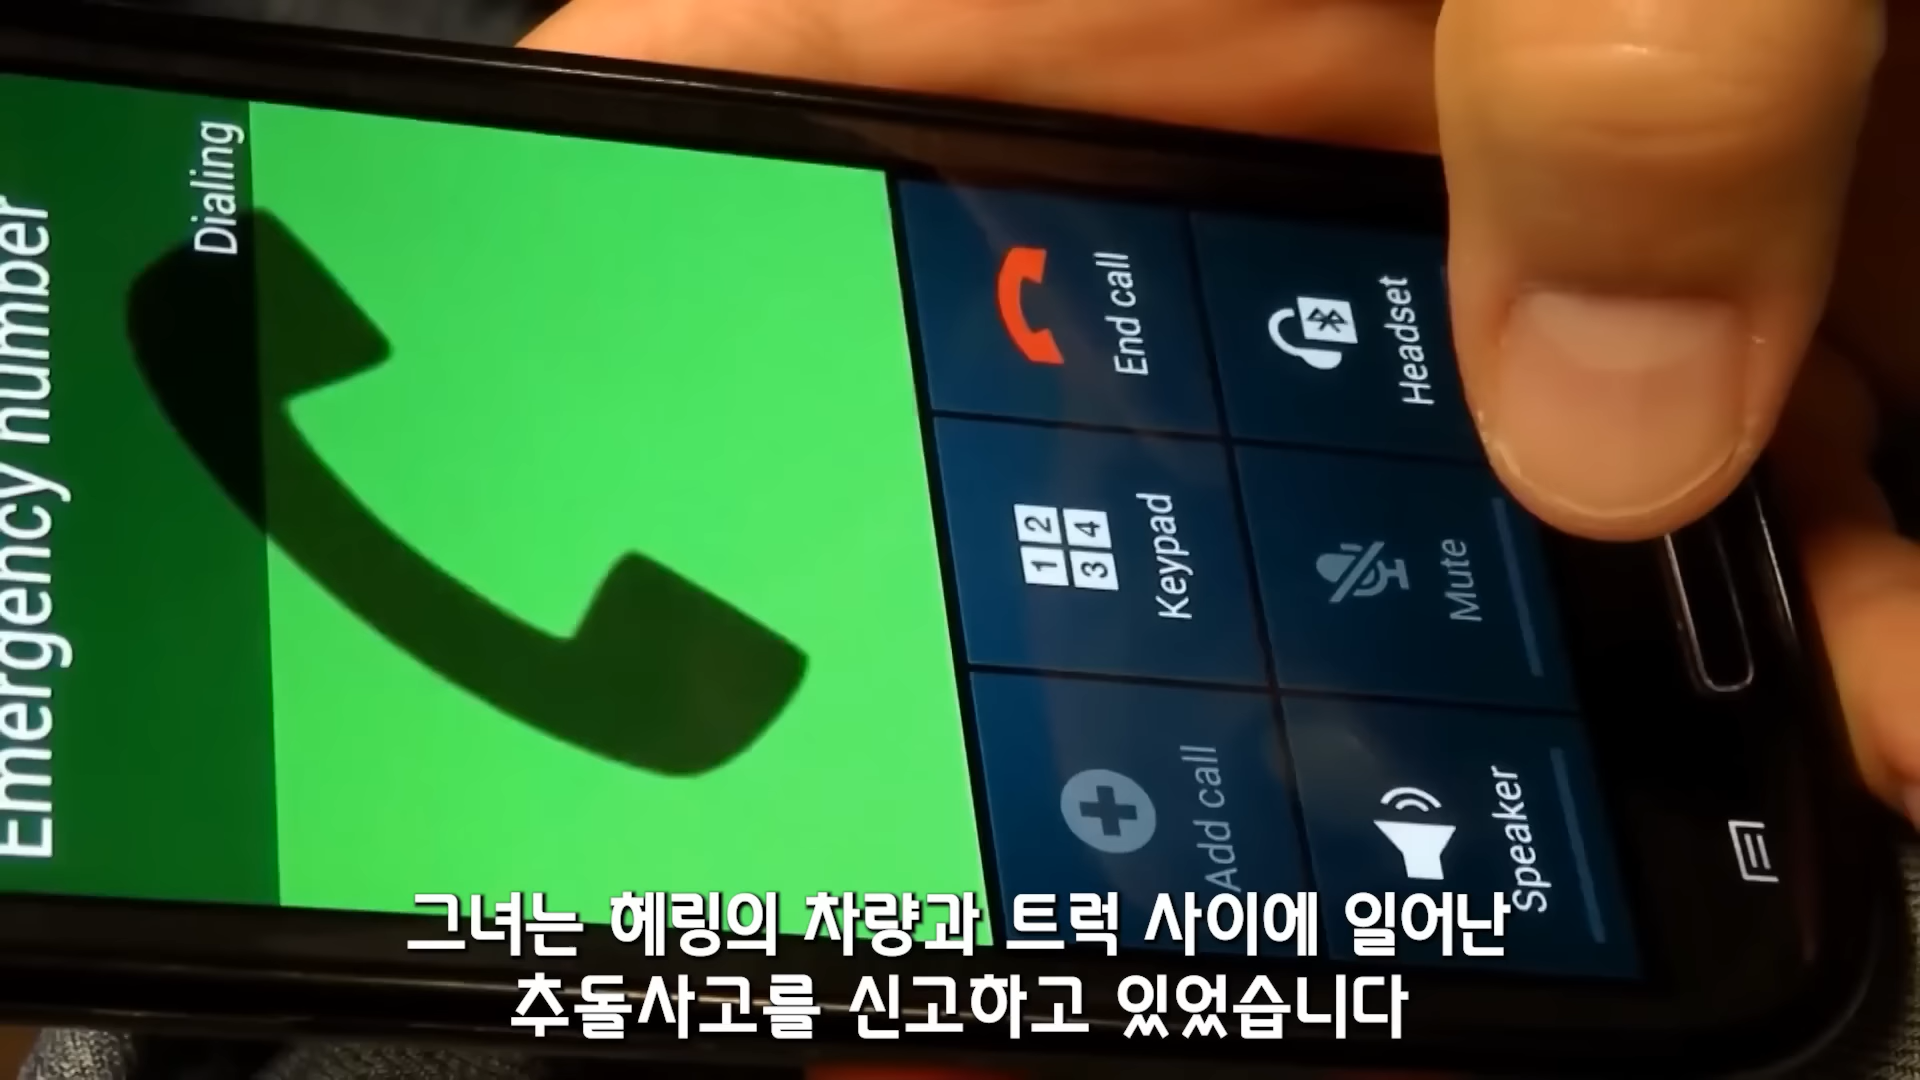 Emergency number
Dialing
End call
Keypad
Add call
Headset
Mute
Speaker
1 2
3 4
그녀는 헤링의 차량과 트럭 사이에 일어난
추돌사고를 신고하고 있었습니다